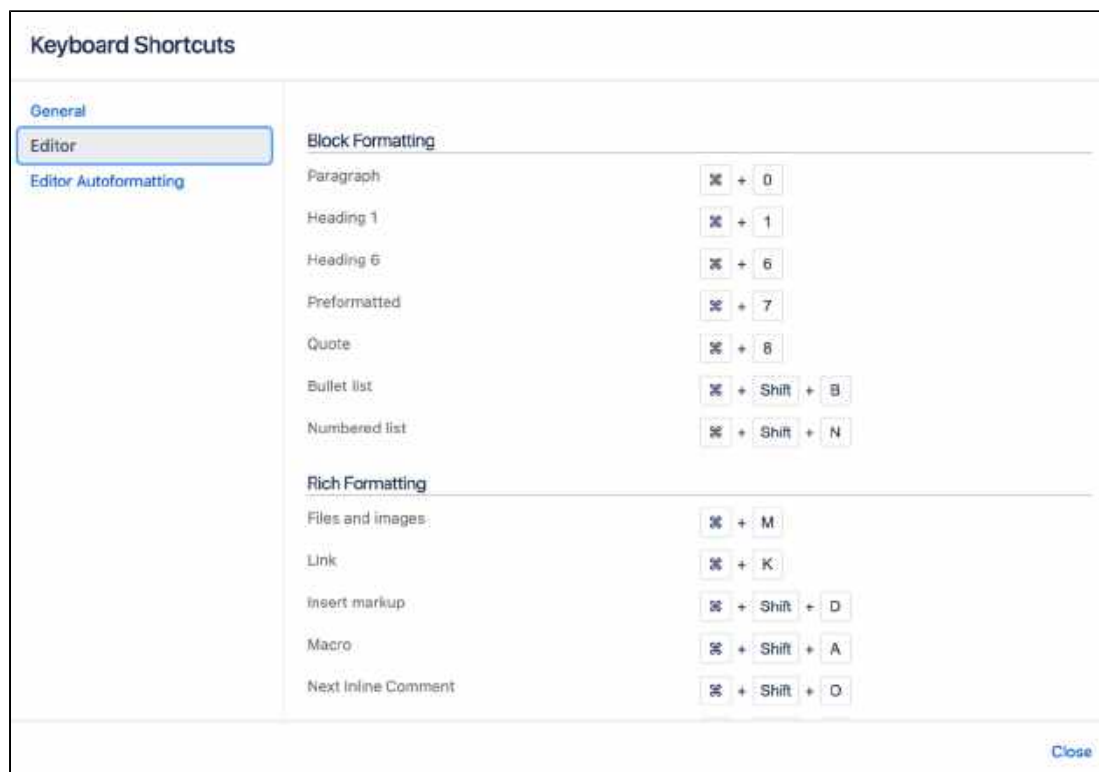 Keyboard Shortcuts
General
Editor
Editor Autoformatting
Block Formatting
Paragraph ⌘ + 0
Heading 1 ⌘ + 1
Heading 6 ⌘ + 6
Preformatted ⌘ + 7
Quote ⌘ + 8
Bullet list ⌘ + Shift + B
Numbered list ⌘ + Shift + N
Rich Formatting
Files and images ⌘ + M
Link ⌘ + K
Insert markup ⌘ + Shift + D
Macro ⌘ + Shift + A
Next Inline Comment ⌘ + Shift + O
Close